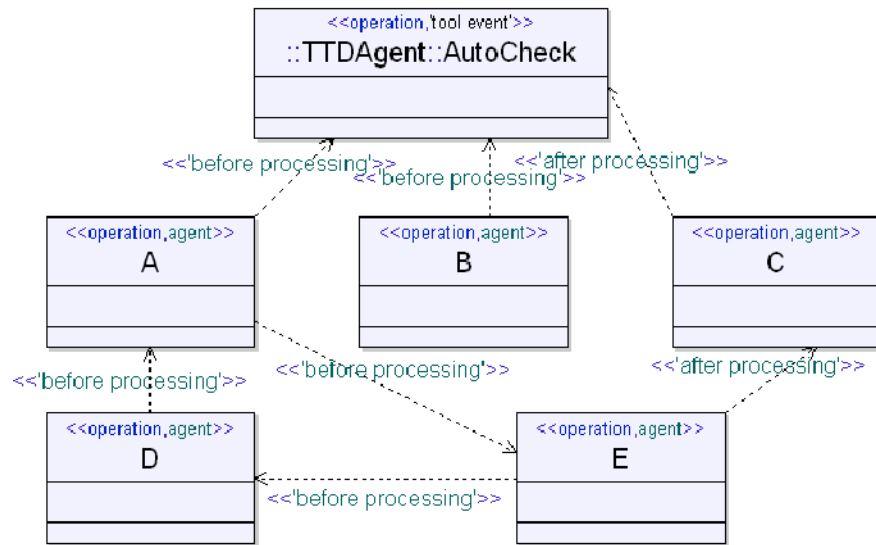 <<operation,'tool event'>>
::TTDAgent::AutoCheck
<<'before processing'>>
<<'before processing'>>
<<'after processing'>>
<<operation,agent>>
A
<<operation,agent>>
B
<<operation,agent>>
C
<<'before processing'>>
<<'before processing'>>
<<'after processing'>>
<<operation,agent>>
D
<<operation,agent>>
E
<<'before processing'>>